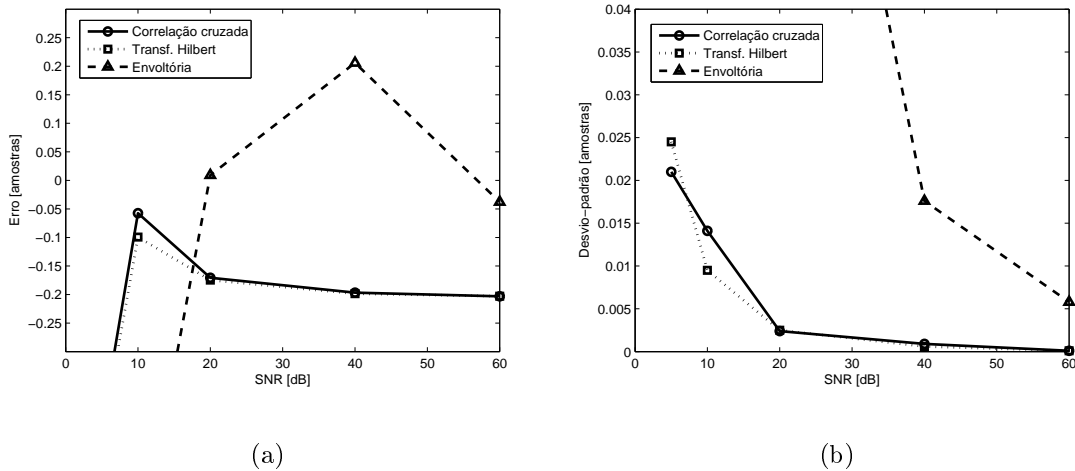 Correlação cruzada
Transf. Hilbert
Envoltória
0.25
0.2
0.15
0.1
0.05
0
−0.05
−0.1
−0.15
−0.2
−0.25
Erro [amostras]
0 10 20 30 40 50 60
SNR [dB]
(a)
Correlação cruzada
Transf. Hilbert
Envoltória
0.04
0.035
0.03
0.025
0.02
0.015
0.01
0.005
0
Desvio−padrão [amostras]
0 10 20 30 40 50 60
SNR [dB]
(b)